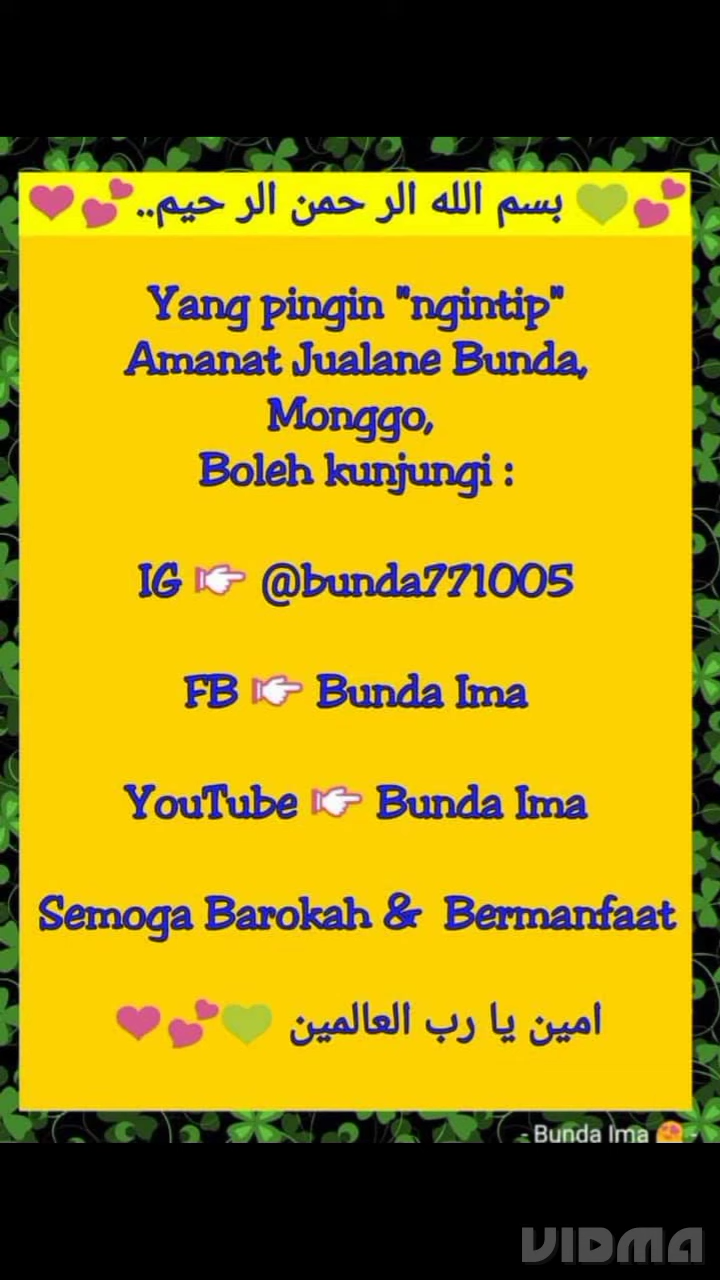 بسم الله الر حمن الر حيم..
Yang pingin "ngintip"
Amanat Jualane Bunda,
Monggo,
Boleh kunjungi :
IG 👉 @bunda771005
FB 👉 Bunda Ima
YouTube 👉 Bunda Ima
Semoga Barokah & Bermanfaat
امين يا رب العالمين
- Bunda Ima 😍 -
VIDMA